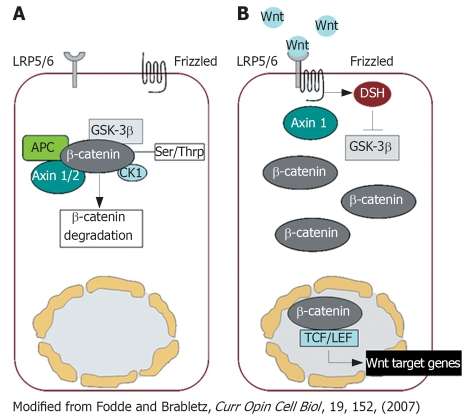 A
LRP5/6
Frizzled
GSK-3β
APC
β-catenin
Ser/Thrp
Axin 1/2
CK1
β-catenin
degradation
B
Wnt
Wnt
Wnt
LRP5/6
Frizzled
DSH
Axin 1
GSK-3β
β-catenin
β-catenin
β-catenin
β-catenin
TCF/LEF
Wnt target genes
Modified from Fodde and Brabletz, Curr Opin Cell Biol, 19, 152, (2007)